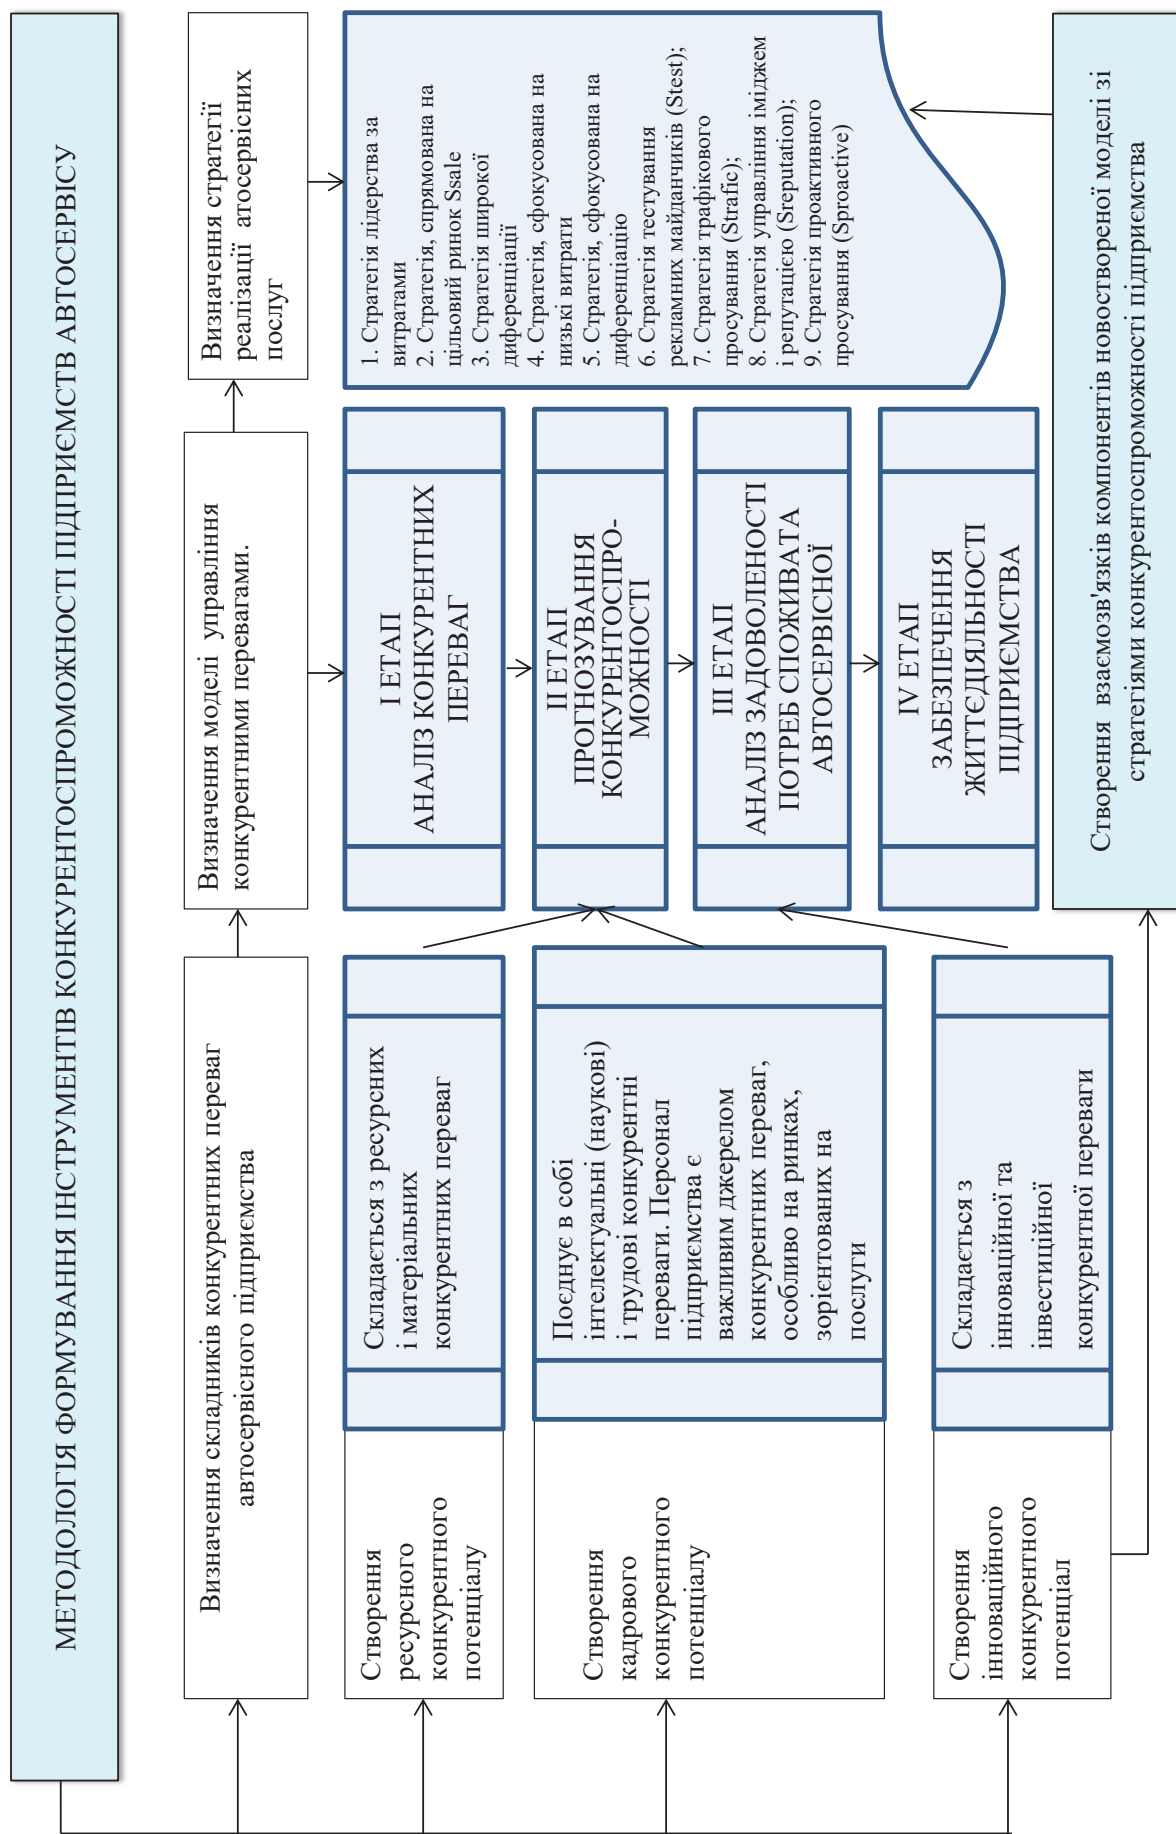 МЕТОДОЛОГІЯ ФОРМУВАННЯ ІНСТРУМЕНТІВ КОНКУРЕНТОСПРОМОЖНОСТІ ПІДПРИЄМСТВ АВТОСЕРВІСУ
Визначення складників конкурентних переваг
автосервісного підприємства
Визначення моделі управління
конкурентними перевагами.
Визначення стратегії
реалізації атосервісних
послуг
Створення
ресурсного
конкурентного
потенціалу
Складається з ресурсних
і матеріальних
конкурентних переваг
Створення
кадрового
конкурентного
потенціалу
Поєднує в собі
інтелектуальні (наукові)
і трудові конкурентні
переваги. Персонал
підприємства є
важливим джерелом
конкурентних переваг,
особливо на ринках,
зорієнтованих на
послуги
Створення
інноваційного
конкурентного
потенціал
Складається з
інноваційної та
інвестиційної
конкурентної переваги
І ЕТАП
АНАЛІЗ КОНКУРЕНТНИХ
ПЕРЕВАГ
ІІ ЕТАП
ПРОГНОЗУВАННЯ
КОНКУРЕНТОСПРО-
МОЖНОСТІ
ІІІ ЕТАП
АНАЛІЗ ЗАДОВОЛЕНОСТІ
ПОТРЕБ СПОЖИВАТА
АВТОСЕРВІСНОЇ
IV ЕТАП
ЗАБЕЗПЕЧЕННЯ
ЖИТТЄДІЯЛЬНОСТІ
ПІДПРИЄМСТВА
1. Стратегія лідерства за
витратами
2. Стратегія, спрямована на
цільовий ринок Ssale
3. Стратегія широкої
диференціації
4. Стратегія, сфокусована на
низькі витрати
5. Стратегія, сфокусована на
диференціацію
6. Стратегія тестування
рекламних майданчиків (Stest);
7. Стратегія трафікового
просування (Strafic);
8. Стратегія управління іміджем
і репутацією (Sreputation);
9. Стратегія проактивного
просування (Sproactive)
Створення взаємозв'язків компонентів новоствореної моделі зі
стратегіями конкурентоспроможності підприємства